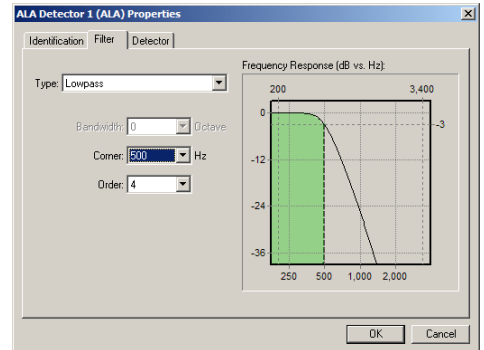 ALA Detector 1 (ALA) Properties
Identification Filter Detector
Type: Lowpass
Bandwidth: 0 Octave
Corner: 500 Hz
Order: 4
Frequency Response (dB vs. Hz):
200 3,400
0 -3
-12
-24
-36
250 500 1,000 2,000
OK Cancel